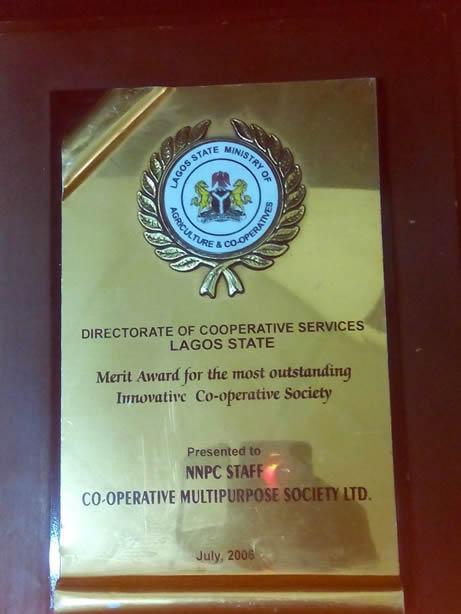 LAGOS STATE MINISTRY OF
AGRICULTURE & CO-OPERATIVES
DIRECTORATE OF COOPERATIVE SERVICES
LAGOS STATE
Merit Award for the most outstanding
Innovative Co-operative Society
Presented to
NNPC STAFF
CO-OPERATIVE MULTIPURPOSE SOCIETY LTD.
July, 2006